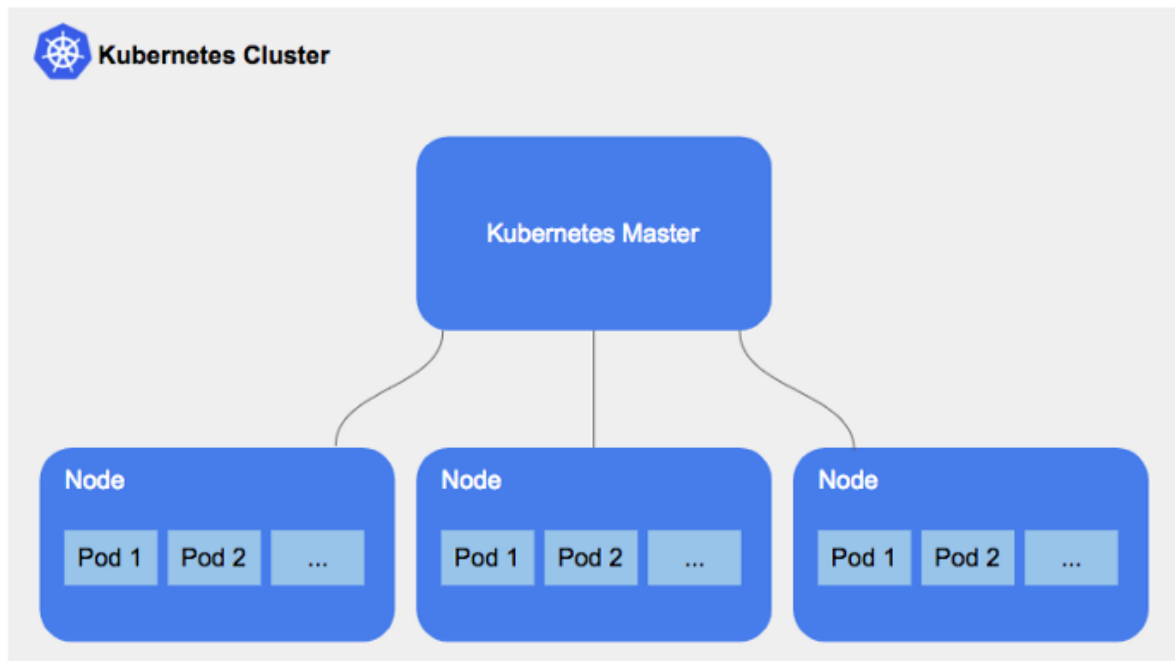 Kubernetes Cluster
Kubernetes Master
Node
Pod 1
Pod 2
...
Node
Pod 1
Pod 2
...
Node
Pod 1
Pod 2
...